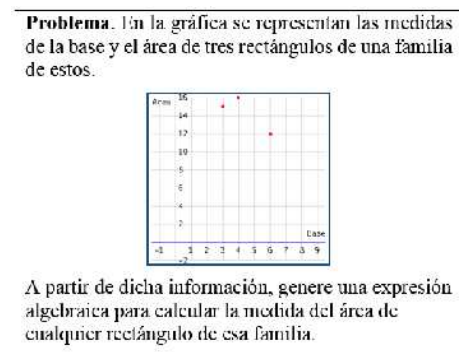 Problema. En la gráfica se representan las medidas
de la base y el área de tres rectángulos de una familia
de estos.
Area 16
14
12
10
8
6
4
2
Base
-1 1 2 3 4 5 6 7 8 9
-2
A partir de dicha información, genere una expresión
algebraica para calcular la medida del área de
cualquier rectángulo de esa familia.